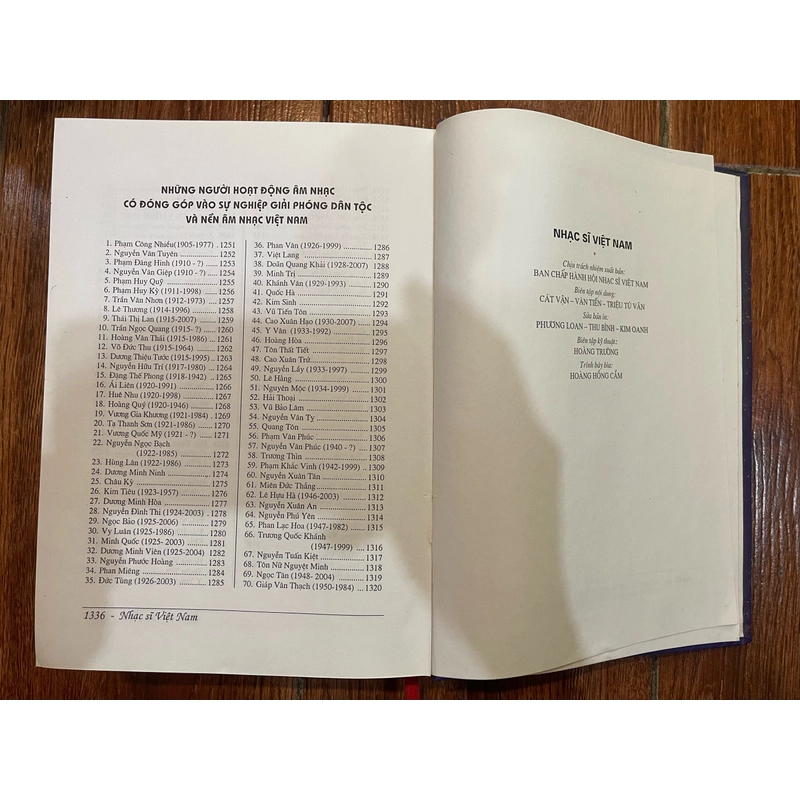 NHỮNG NGƯỜI HOẠT ĐỘNG ÂM NHẠC
CÓ ĐÓNG GÓP VÀO SỰ NGHIỆP GIẢI PHÓNG DÂN TỘC
VÀ NỀN ÂM NHẠC VIỆT NAM
1. Phạm Công Nhiều(1905-1977) . 1251
2. Nguyễn Văn Tuyên ................ 1252
3. Phạm Đăng Hinh (1910 - ?) ...... 1253
4. Nguyễn Văn Giệp (1910 - ?) ..... 1254
5. Phạm Huy Quỹ ................ 1255
6. Phạm Huy Kỳ (1911-1998) ...... 1256
7. Trần Văn Nhơn (1912-1973) .... 1257
8. Lê Thương (1914-1996) ........ 1258
9. Thái Thị Lan (1915-2007) ....... 1259
10. Trần Ngọc Quang (1915- ?) .... 1260
11. Hoàng Văn Thái (1915-1986) . 1261
12. Võ Đức Thu (1915-1964) ....... 1262
13. Dương Thiệu Tước (1915-1995) . 1263
14. Nguyễn Hữu Trí (1917-1980) .. 1264
15. Đặng Thế Phong (1918-1942) .. 1265
16. Ái Liên (1920-1991) ............ 1266
17. Huê Nhu (1920-1998) .......... 1267
18. Hoàng Quý (1920-1946) ........ 1268
19. Vương Gia Khương (1921-1984) . 1269
20. Tạ Thanh Sơn (1921-1986) ..... 1270
21. Vương Quốc Mỹ (1921 - ?) ..... 1271
22. Nguyễn Ngọc Bạch
(1922-1985) ................ 1272
23. Hùng Lân (1922-1986) ......... 1273
24. Dương Minh Ninh ............. 1274
25. Châu Kỳ ..................... 1275
26. Kim Tiêu (1923-1957) ......... 1276
27. Dương Minh Hòa .............. 1277
28. Nguyễn Đình Thi (1924-2003) .. 1278
29. Ngọc Bảo (1925-2006) ......... 1279
30. Vy Luân (1925-1986) .......... 1280
31. Minh Quốc (1925- 2003) ....... 1281
32. Dương Minh Viên (1925-2004) . 1282
33. Nguyễn Phước Hoàng .......... 1283
34. Phan Miêng .................. 1284
35. Đức Tùng (1926-2003) ......... 1285
36. Phan Vân (1926-1999) ......... 1286
37. Việt Lang .................... 1287
38. Doãn Quang Khải (1928-2007) . 1288
39. Minh Trị ..................... 1289
40. Khánh Vân (1929-1993) ........ 1290
41. Quốc Hà ..................... 1291
42. Kim Sinh .................... 1292
43. Vũ Tiến Tôn ................. 1293
44. Cao Xuân Hạo (1930-2007) ..... 1294
45. Y Vân (1933-1992) ............ 1295
46. Hoàng Hòa ................... 1296
47. Tôn Thất Tiết ................ 1297
48. Cao Xuân Trứ ................ 1298
49. Nguyễn Lầy (1933-1997) ....... 1299
50. Lê Hằng ..................... 1300
51. Nguyên Mộc (1934-1999) ....... 1301
52. Hải Thoại .................... 1302
53. Vũ Bảo Lâm .................. 1303
54. Nguyễn Văn Tỵ ............... 1304
55. Quang Tôn ................... 1305
56. Phạm Văn Phúc ............... 1306
57. Nguyễn Văn Phúc (1940 - ?) ... 1307
58. Trương Thìn ................. 1308
59. Phạm Khắc Vinh (1942-1999) .. 1309
60. Nguyễn Xuân Tân ............. 1310
61. Miên Đức Thắng .............. 1311
62. Lê Hựu Hà (1946-2003) ........ 1312
63. Nguyễn Xuân An .............. 1313
64. Nguyễn Phú Yên .............. 1314
65. Phan Lạc Hoa (1947-1982) ..... 1315
66. Trương Quốc Khánh
(1947-1999) ................ 1316
67. Nguyễn Tuấn Kiệt ............. 1317
68. Tôn Nữ Nguyệt Minh .......... 1318
69. Ngọc Tân (1948- 2004) ........ 1319
70. Giáp Văn Thạch (1950-1984) ... 1320
1336 - Nhạc sĩ Việt Nam
NHẠC SĨ VIỆT NAM
*
Chịu trách nhiệm xuất bản:
BAN CHẤP HÀNH HỘI NHẠC SĨ VIỆT NAM
Biên tập nội dung:
CÁT VẬN – VĂN TIẾN – TRIỆU TÚ VÂN
Sửa bản in:
PHƯƠNG LOAN – THU BÌNH – KIM OANH
Biên tập kỹ thuật:
HOÀNG TRƯỜNG
Trình bày bìa:
HOÀNG HỒNG CẨM